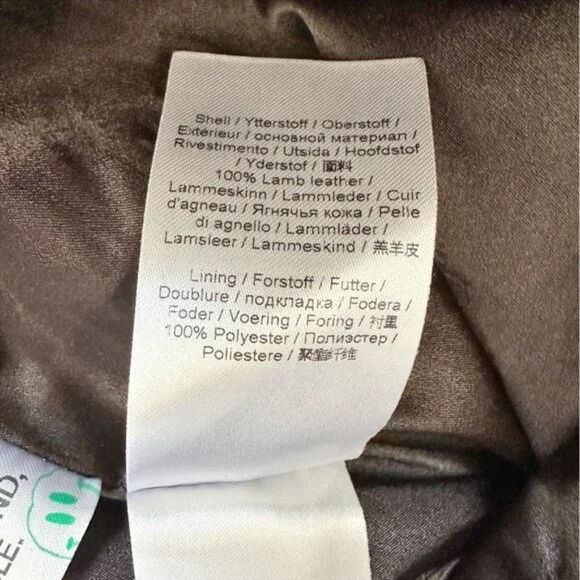 Shell / Ytterstoff / Oberstoff /
Extérieur / основной материал /
Rivestimento / Utsida / Hoofdstof
/ Yderstof / 面料
100% Lamb leather /
Lammeskinn / Lammleder / Cuir
d'agneau / Ягнячья кожа / Pelle
di agnello / Lammläder /
Lamsleer / Lammeskind / 羔羊皮
Lining / Forstoff / Futter /
Doublure / подкладка / Fodera /
Foder / Voering / Foring / 衬里
100% Polyester / Полиэстер /
Poliestere / 聚酯纤维
ND,
LE.